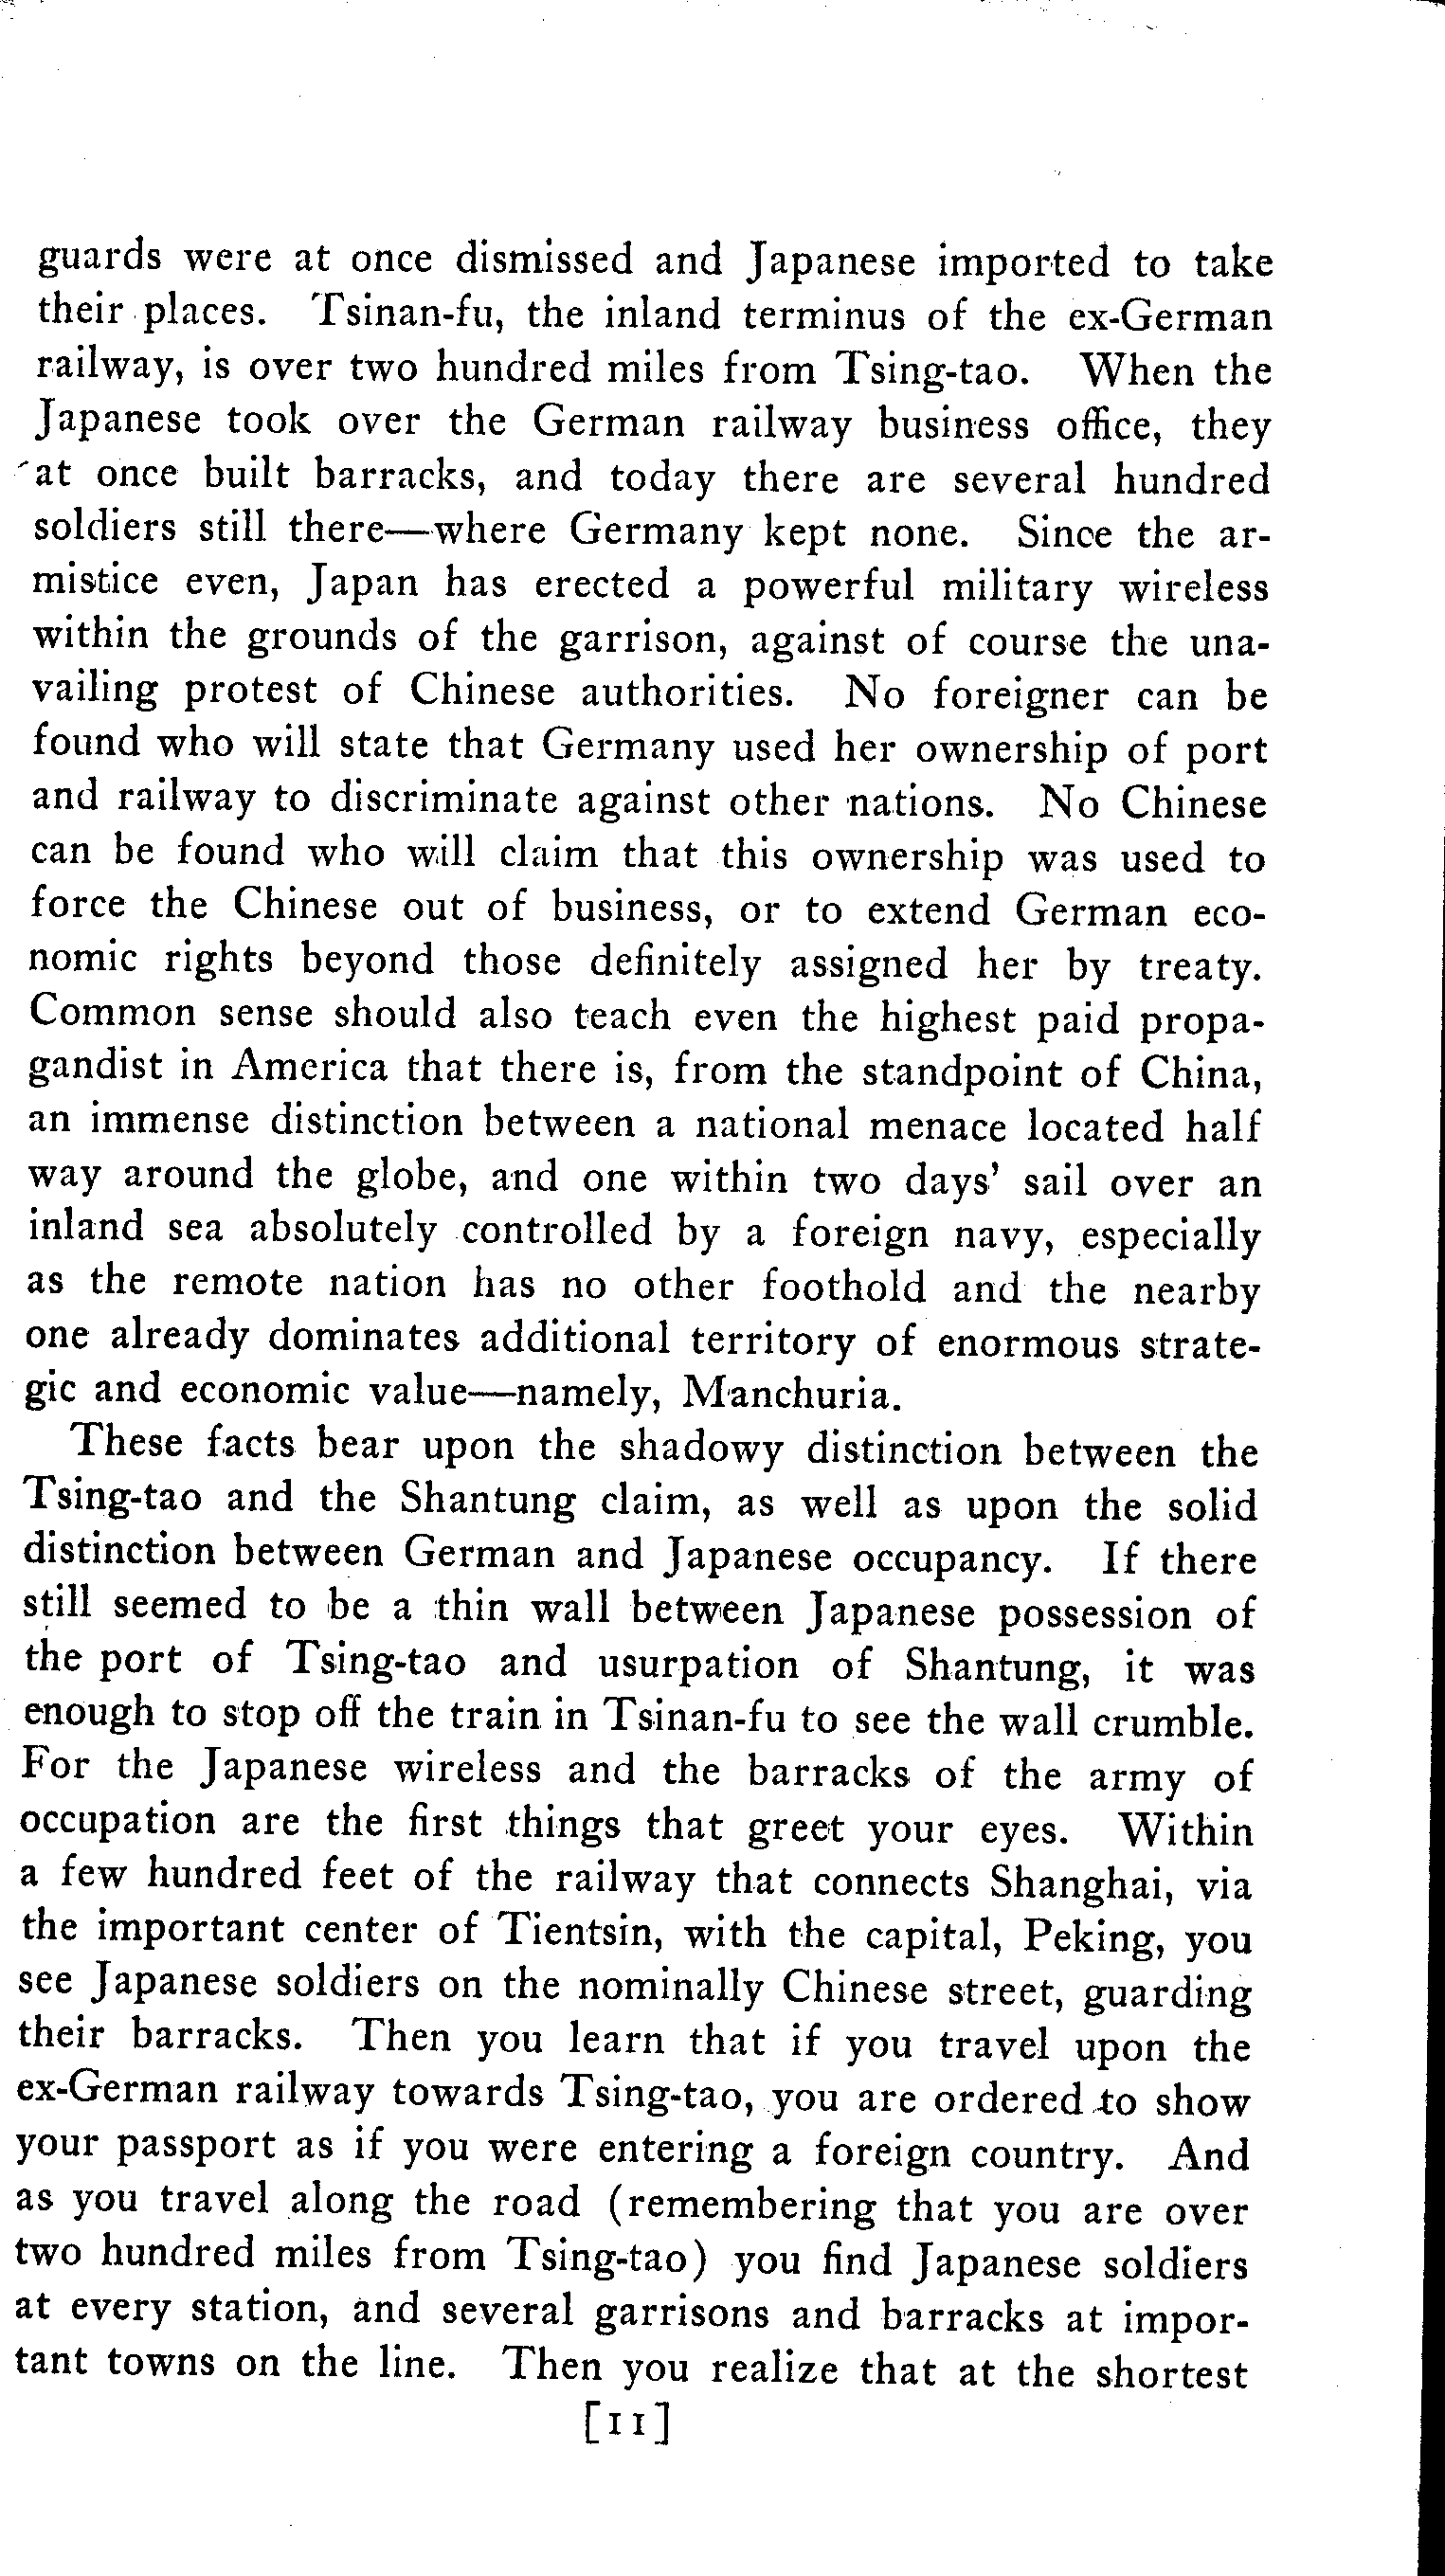 guards were at once dismissed and Japanese imported to take
their places. Tsinan-fu, the inland terminus of the ex-German
railway, is over two hundred miles from Tsing-tao. When the
Japanese took over the German railway business office, they
at once built barracks, and today there are several hundred
soldiers still there—where Germany kept none. Since the ar-
mistice even, Japan has erected a powerful military wireless
within the grounds of the garrison, against of course the una-
vailing protest of Chinese authorities. No foreigner can be
found who will state that Germany used her ownership of port
and railway to discriminate against other nations. No Chinese
can be found who will claim that this ownership was used to
force the Chinese out of business, or to extend German eco-
nomic rights beyond those definitely assigned her by treaty.
Common sense should also teach even the highest paid propa-
gandist in America that there is, from the standpoint of China,
an immense distinction between a national menace located half
way around the globe, and one within two days' sail over an
inland sea absolutely controlled by a foreign navy, especially
as the remote nation has no other foothold and the nearby
one already dominates additional territory of enormous strate-
gic and economic value—namely, Manchuria.
These facts bear upon the shadowy distinction between the
Tsing-tao and the Shantung claim, as well as upon the solid
distinction between German and Japanese occupancy. If there
still seemed to be a thin wall between Japanese possession of
the port of Tsing-tao and usurpation of Shantung, it was
enough to stop off the train in Tsinan-fu to see the wall crumble.
For the Japanese wireless and the barracks of the army of
occupation are the first things that greet your eyes. Within
a few hundred feet of the railway that connects Shanghai, via
the important center of Tientsin, with the capital, Peking, you
see Japanese soldiers on the nominally Chinese street, guarding
their barracks. Then you learn that if you travel upon the
ex-German railway towards Tsing-tao, you are ordered to show
your passport as if you were entering a foreign country. And
as you travel along the road (remembering that you are over
two hundred miles from Tsing-tao) you find Japanese soldiers
at every station, and several garrisons and barracks at impor-
tant towns on the line. Then you realize that at the shortest
[11]